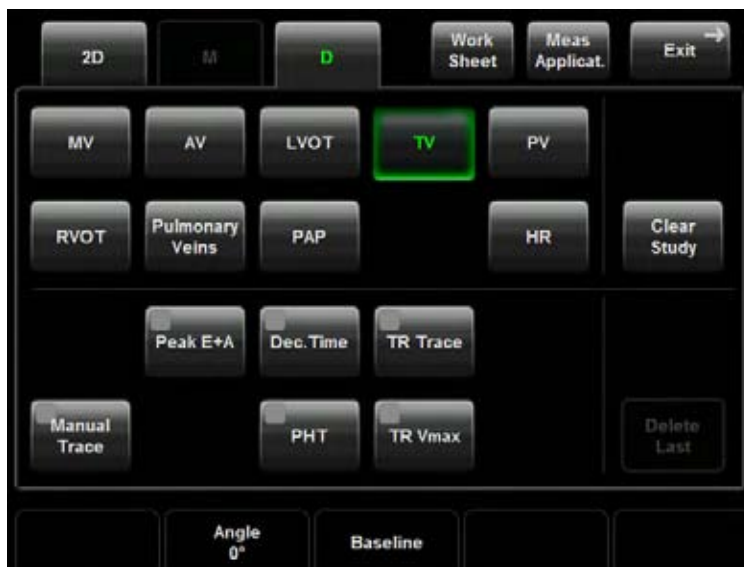 2D M D Work Sheet Meas Applicat. Exit
MV AV LVOT TV PV
RVOT Pulmonary Veins PAP HR Clear Study
Peak E+A Dec. Time TR Trace
Manual Trace PHT TR Vmax Delete Last
Angle 0° Baseline